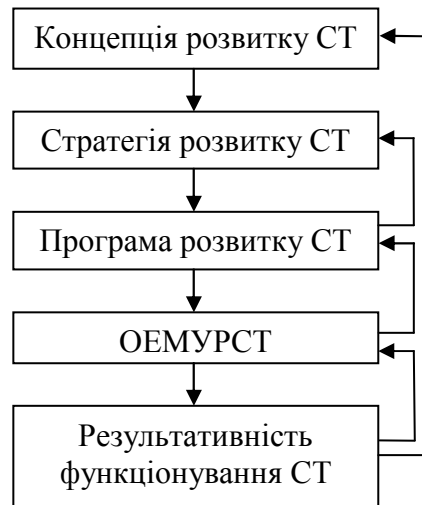 Концепція розвитку СТ
Стратегія розвитку СТ
Програма розвитку СТ
ОЕМУРСТ
Результативність
функціонування СТ